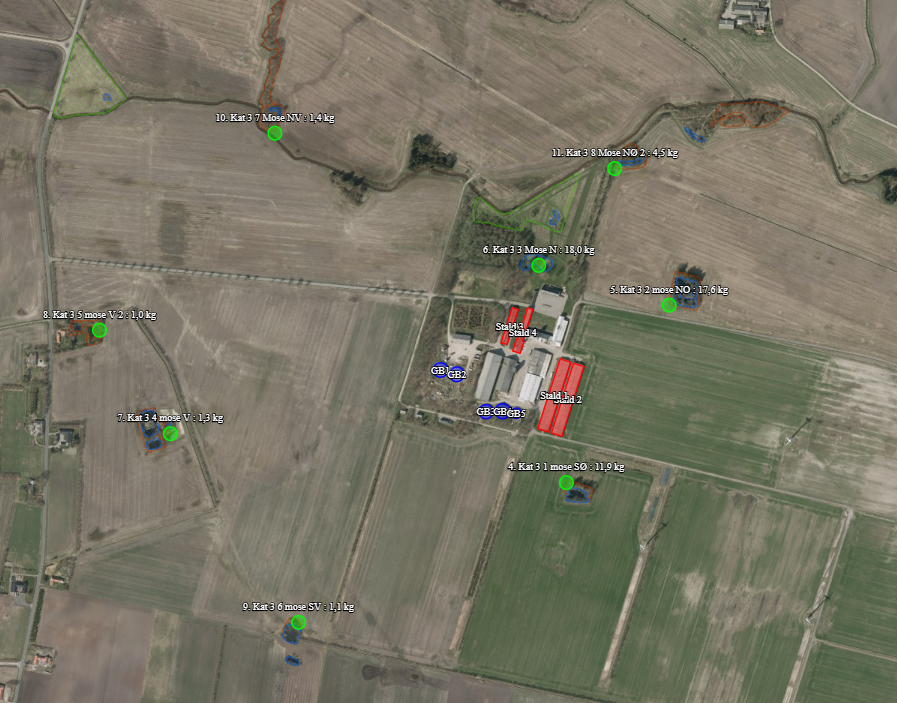 10. Kat 3 7 Mose NV : 1,4 kg
11. Kat 3 8 Mose NØ 2 : 4,5 kg
6. Kat 3 3 Mose N : 18,0 kg
5. Kat 3 2 mose NO : 17,6 kg
8. Kat 3 5 mose V 2 : 1,0 kg
Stald 3
Stald 4
GB1
GB2
Stald 1
Stald 2
GB
GB
GB5
7. Kat 3 4 mose V : 1,3 kg
4. Kat 3 1 mose SØ : 11,9 kg
9. Kat 3 6 mose SV : 1,1 kg